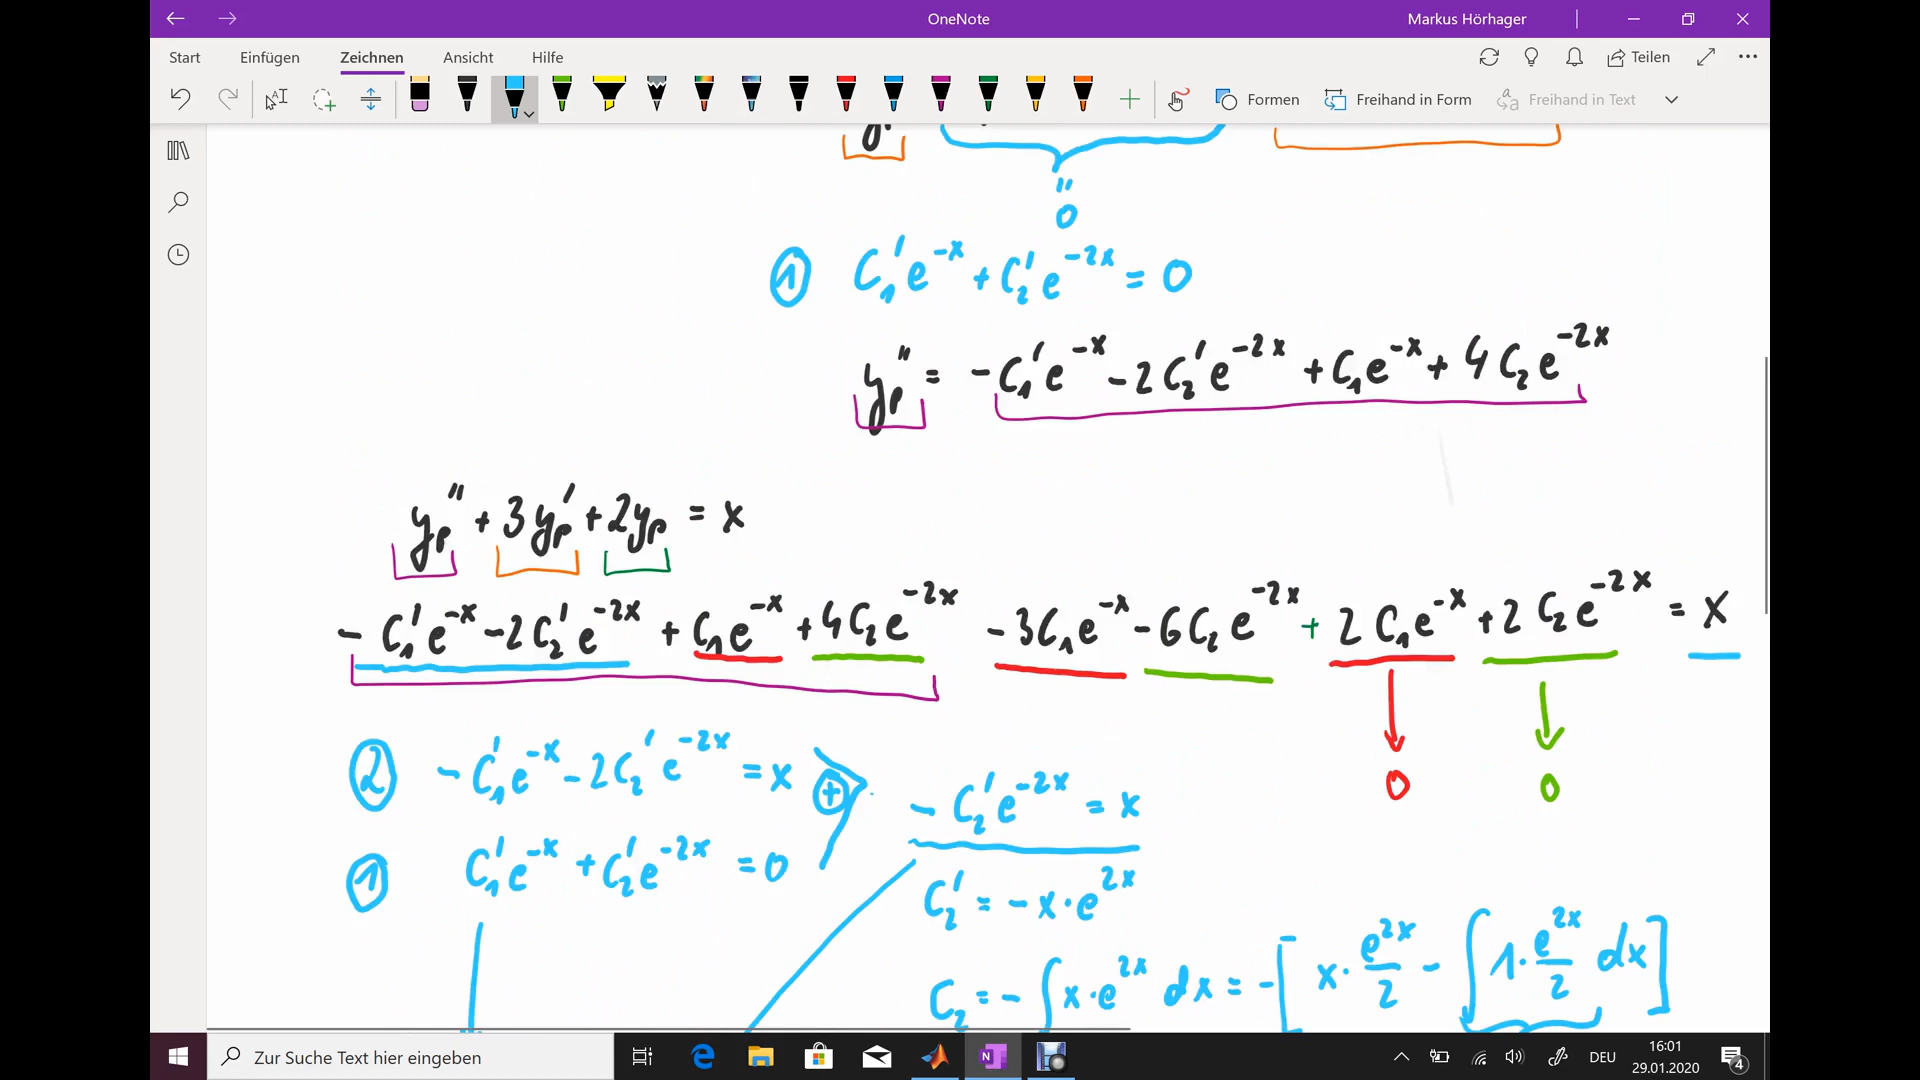 OneNote
Markus Hörhager
Start Einfügen Zeichnen Ansicht Hilfe
Teilen
Formen Freihand in Form Freihand in Text
"
0
① C₁'e^{-x} + C₂'e^{-2x} = 0
yₚ'' = -C₁'e^{-x} - 2C₂'e^{-2x} + C₁e^{-x} + 4C₂e^{-2x}
yₚ'' + 3yₚ' + 2yₚ = x
-C₁'e^{-x} - 2C₂'e^{-2x} + C₁e^{-x} + 4C₂e^{-2x} - 3C₁e^{-x} - 6C₂e^{-2x} + 2C₁e^{-x} + 2C₂e^{-2x} = x
0 0
② -C₁'e^{-x} - 2C₂'e^{-2x} = x ⊕
-C₂'e^{-2x} = x
① C₁'e^{-x} + C₂'e^{-2x} = 0
C₂' = -x·e^{2x}
C₂ = -∫x·e^{2x} dx = -[x·e^{2x}/2 - ∫1·e^{2x}/2 dx]
Zur Suche Text hier eingeben
DEU
16:01
29.01.2020
4